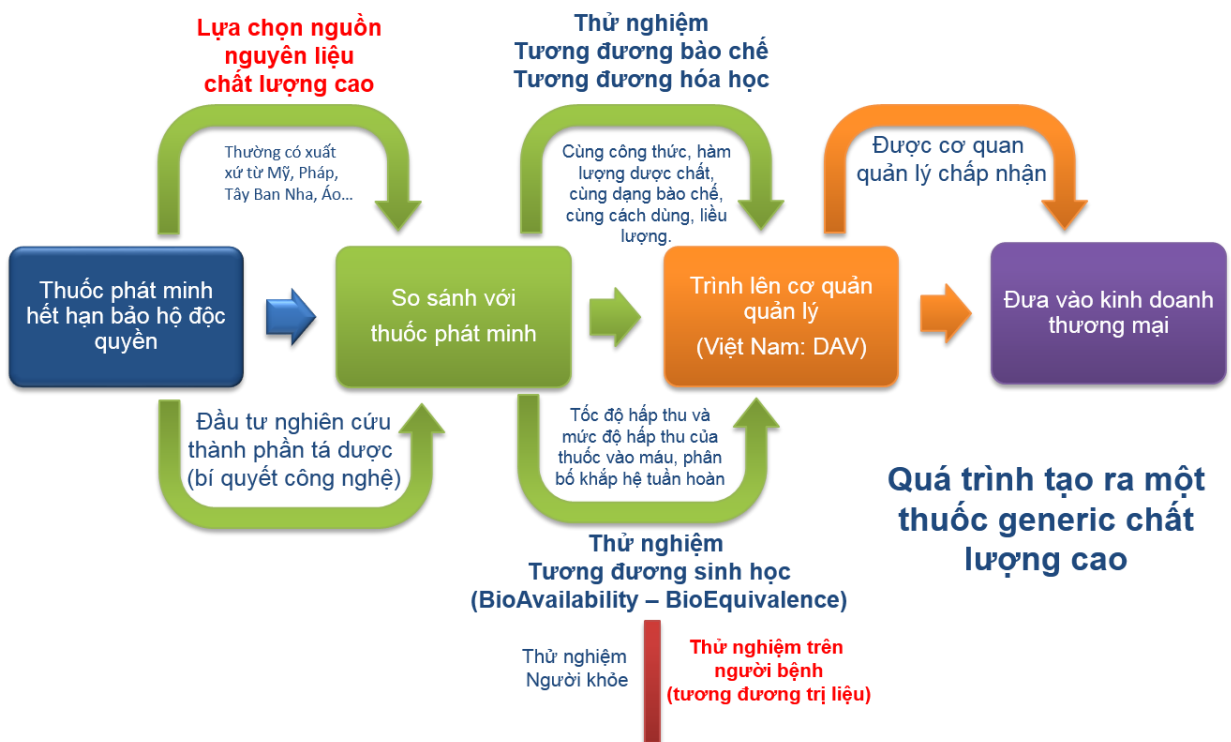 Lựa chọn nguồn
nguyên liệu
chất lượng cao
Thử nghiệm
Tương đương bào chế
Tương đương hóa học
Thường có xuất
xứ từ Mỹ, Pháp,
Tây Ban Nha, Áo...
Cùng công thức, hàm
lượng dược chất,
cùng dạng bào chế,
cùng cách dùng, liều
lượng.
Được cơ quan
quản lý chấp nhận
Thuốc phát minh
hết hạn bảo hộ độc
quyền
So sánh với
thuốc phát minh
Trình lên cơ quản
quản lý
(Việt Nam: DAV)
Đưa vào kinh doanh
thương mại
Đầu tư nghiên cứu
thành phần tá dược
(bí quyết công nghệ)
Tốc độ hấp thu và
mức độ hấp thu của
thuốc vào máu, phân
bố khắp hệ tuần hoàn
Quá trình tạo ra một
thuốc generic chất
lượng cao
Thử nghiệm
Tương đương sinh học
(BioAvailability – BioEquivalence)
Thử nghiệm
Người khỏe
Thử nghiệm trên
người bệnh
(tương đương trị liệu)